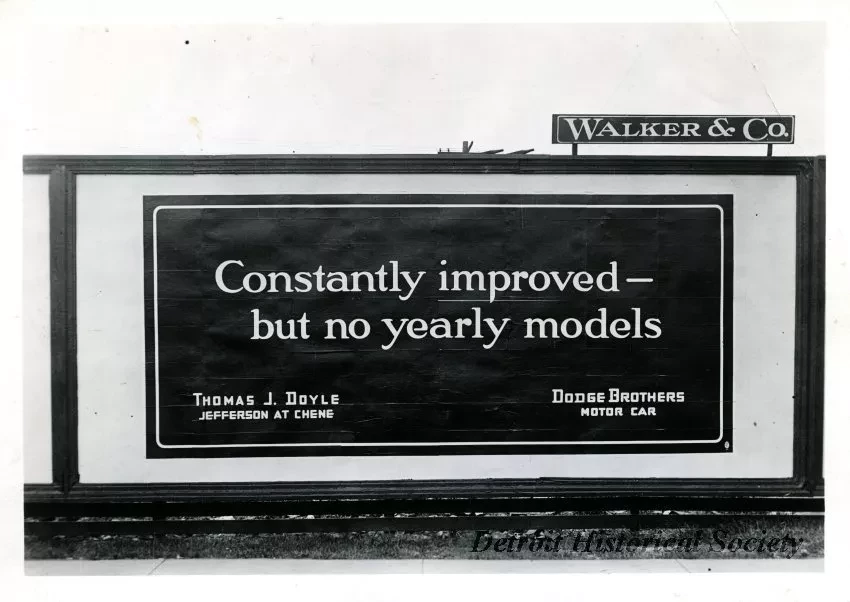 WALKER & CO.
Constantly improved—
but no yearly models
THOMAS J. DOYLE
JEFFERSON AT CHENE
DODGE BROTHERS
MOTOR CAR
Detroit Historical Society